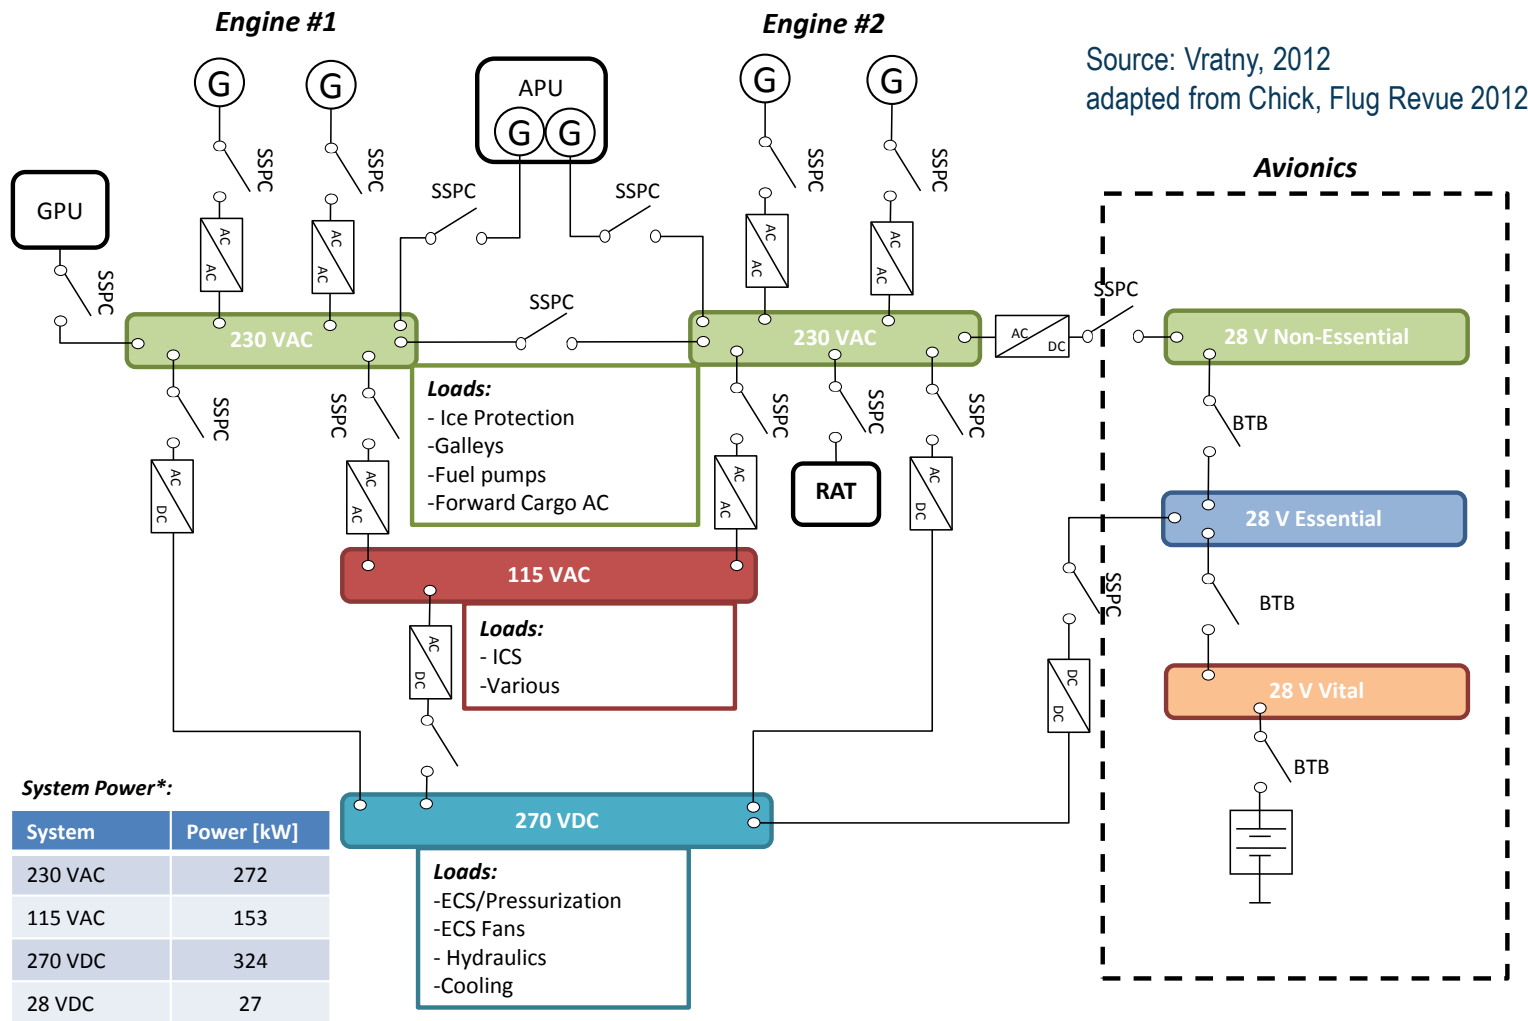 Engine #1
Engine #2
Source: Vratny, 2012
adapted from Chick, Flug Revue 2012
G
G
APU
G
G
G
G
SSPC
SSPC
SSPC
SSPC
SSPC
SSPC
Avionics
GPU
AC
AC
AC
AC
AC
AC
AC
AC
SSPC
SSPC
SSPC
230 VAC
230 VAC
AC
DC
28 V Non-Essential
Loads:
- Ice Protection
-Galleys
-Fuel pumps
-Forward Cargo AC
SSPC
SSPC
SSPC
SSPC
SSPC
BTB
AC
DC
AC
AC
AC
AC
RAT
AC
DC
28 V Essential
115 VAC
SSPC
BTB
Loads:
- ICS
-Various
AC
DC
DC
DC
28 V Vital
BTB
System Power*:
System Power [kW]
230 VAC 272
115 VAC 153
270 VDC 324
28 VDC 27
270 VDC
Loads:
-ECS/Pressurization
-ECS Fans
- Hydraulics
-Cooling